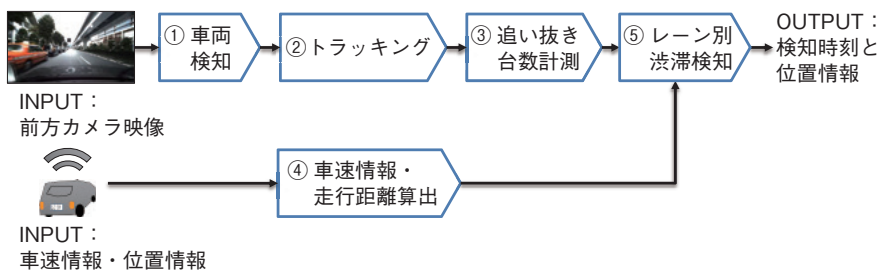 ① 車両
検知
② トラッキング
③ 追い抜き
台数計測
⑤ レーン別
渋滞検知
OUTPUT：
検知時刻と
位置情報
INPUT：
前方カメラ映像
④ 車速情報・
走行距離算出
INPUT：
車速情報・位置情報